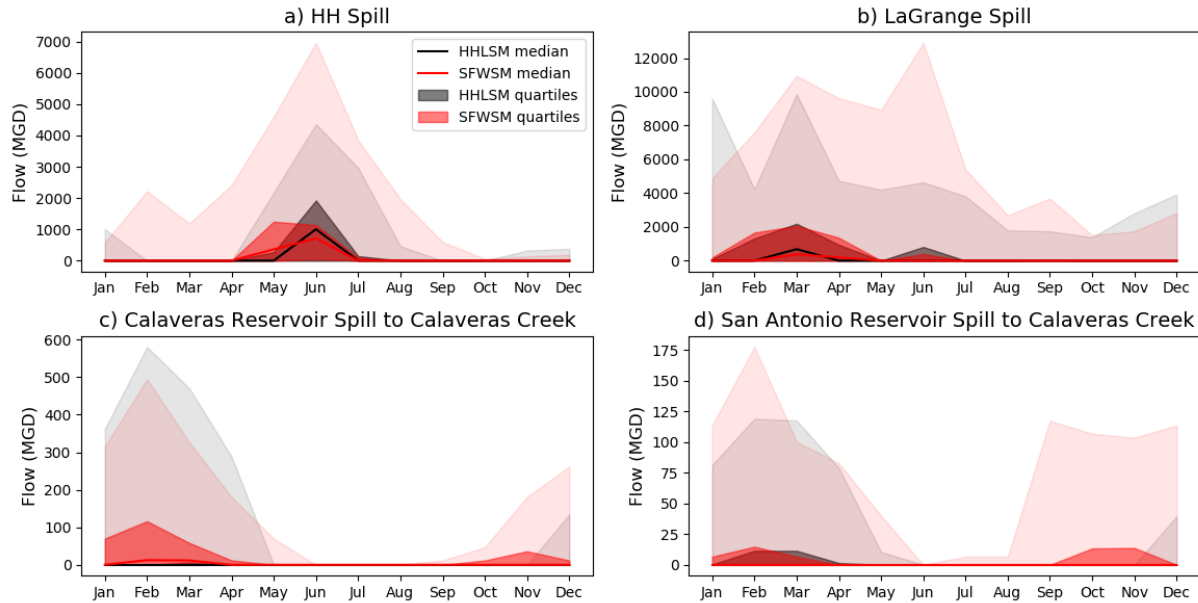 a) HH Spill
Flow (MGD)
7000
6000
5000
4000
3000
2000
1000
0
HHLSM median
SFWSM median
HHLSM quartiles
SFWSM quartiles
Jan Feb Mar Apr May Jun Jul Aug Sep Oct Nov Dec
b) LaGrange Spill
Flow (MGD)
12000
10000
8000
6000
4000
2000
0
Jan Feb Mar Apr May Jun Jul Aug Sep Oct Nov Dec
c) Calaveras Reservoir Spill to Calaveras Creek
Flow (MGD)
600
500
400
300
200
100
0
Jan Feb Mar Apr May Jun Jul Aug Sep Oct Nov Dec
d) San Antonio Reservoir Spill to Calaveras Creek
Flow (MGD)
175
150
125
100
75
50
25
0
Jan Feb Mar Apr May Jun Jul Aug Sep Oct Nov Dec